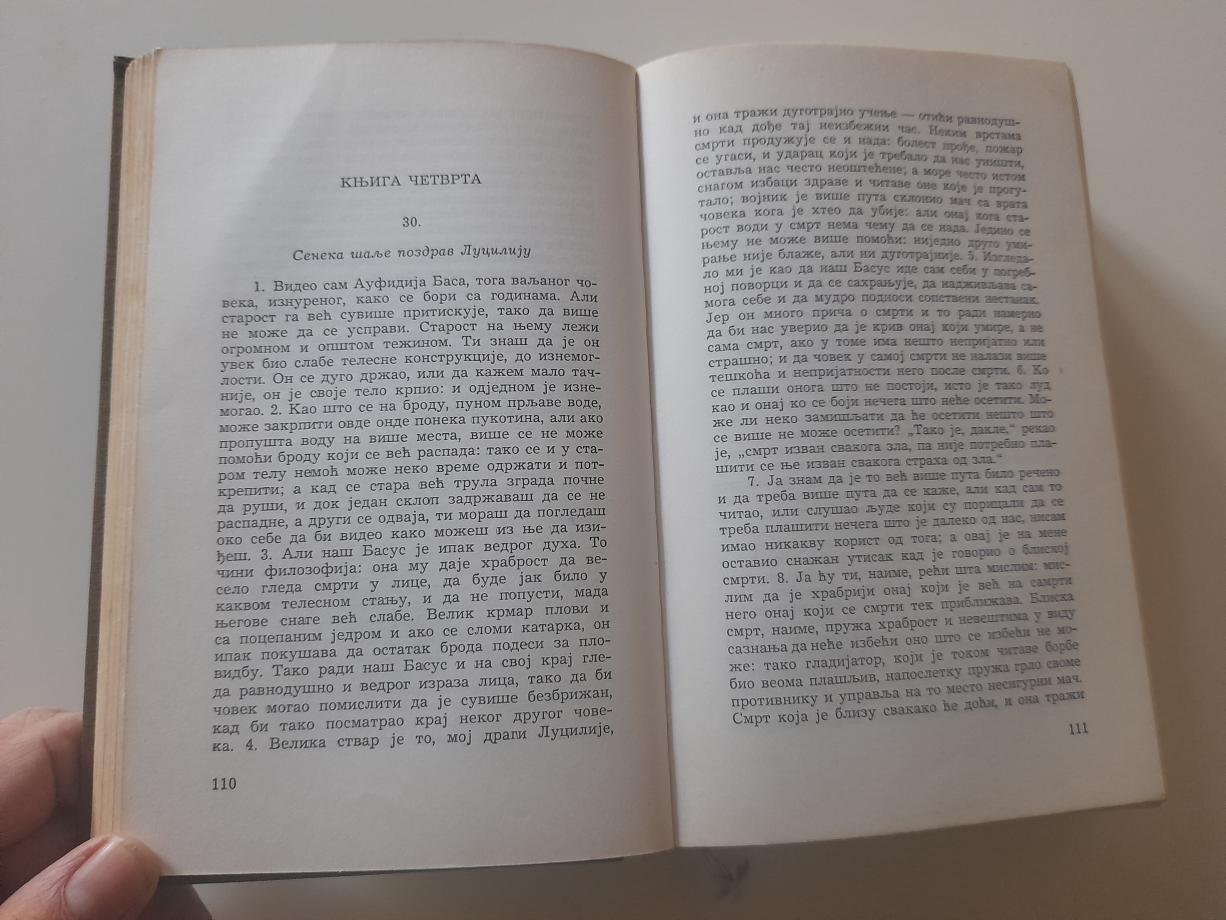 КЊИГА ЧЕТВРТА
30.
Сенека шаље поздрав Луцилију
1. Видео сам Ауфидија Баса, тога ваљаног чо-
века, изнуреног, како се бори са годинама. Али
старост га већ сувише притискује, тако да више
не може да се усправи. Старост на њему лежи
огромном и општом тежином. Ти знаш да је он
увек био слабе телесне конструкције, до изнемог-
лости. Он се дуго држао, или да кажем мало тач-
није, он је своје тело крпио: и одједном је изне-
могао. 2. Као што се на броду, пуном прљаве воде,
може закрпити овде онде понека пукотина, али ако
пропушта воду на више места, више се не може
помоћи броду који се већ распада: тако се и у ста-
ром телу немоћ може неко време одржати и пот-
крепити; а кад се стара већ трула зграда почне
да руши, и док један склоп задржаваш да се не
распадне, а други се одваја, ти мораш да погледаш
око себе да би видео како можеш из ње да изи-
ђеш. 3. Али наш Басус је ипак ведрог духа. То
чини филозофија: она му даје храброст да ве-
село гледа смрти у лице, да буде јак било у
каквом телесном стању, и да не попусти, мада
његове снаге већ слабе. Велик крмар плови и
са поцепаним једром и ако се сломи катарка, он
ипак покушава да остатак брода подеси за пло-
видбу. Тако ради наш Басус и на свој крај гле-
да равнодушно и ведрог израза лица, тако да би
човек могао помислити да је сувише безбрижан,
кад би тако посматрао крај неког другог чове-
ка. 4. Велика ствар је то, мој драги Луцилије,
110
и она тражи дуготрајно учење — отићи равнодуш-
но кад дође тај неизбежни час. Неким врстама
смрти продужује се и нада: болест прође, пожар
се угаси, и ударац који је требало да нас уништи,
оставља нас често неоштећене; а море често истом
снагом избаци здраве и читаве оне које је прогу-
тало; војник је више пута склонио мач са врата
човека кога је хтео да убије: али онај кога ста-
рост води у смрт нема чему да се нада. Једино се
њему не може више помоћи: ниједно друго уми-
рање није блаже, али ни дуготрајније. 5. Изгледа-
ло ми је као да наш Басус иде сам себи у погреб-
ној поворци и да се сахрањује, да надживљава са-
мога себе и да мудро подноси сопствени нестанак.
Јер он много прича о смрти и то ради намерно
да би нас уверио да је крив онај који умире, а не
сама смрт, ако у томе има нешто непријатно или
страшно; и да човек у самој смрти не налази више
тешкоћа и непријатности него после смрти. 6. Ко
се плаши онога што не постоји, исто је тако луд
као и онај ко се боји нечега што неће осетити. Мо-
же ли неко замишљати да ће осетити нешто што
се више не може осетити? „Тако је, дакле,“ рекао
је, „смрт изван свакога зла, па није потребно пла-
шити се ње изван свакога страха од зла.“
7. Ја знам да је то већ више пута било речено
и да треба више пута да се каже, али кад сам то
читао, или слушао људе који су порицали да се
треба плашити нечега што је далеко од нас, нисам
имао никакву корист од тога; а овај је на мене
оставио снажан утисак кад је говорио о блиској
смрти. 8. Ја ћу ти, наиме, рећи шта мислим: мис-
лим да је храбрији онај који је већ на самрти
него онај који се смрти тек приближава. Блиска
смрт, наиме, пружа храброст и невештима у виду
сазнања да неће избећи оно што се избећи не мо-
же: тако гладијатор, који је током читаве борбе
био веома плашљив, напослетку пружа грло своме
противнику и управља на то место несигурни мач.
Смрт која је близу свакако ће доћи, и она тражи
111